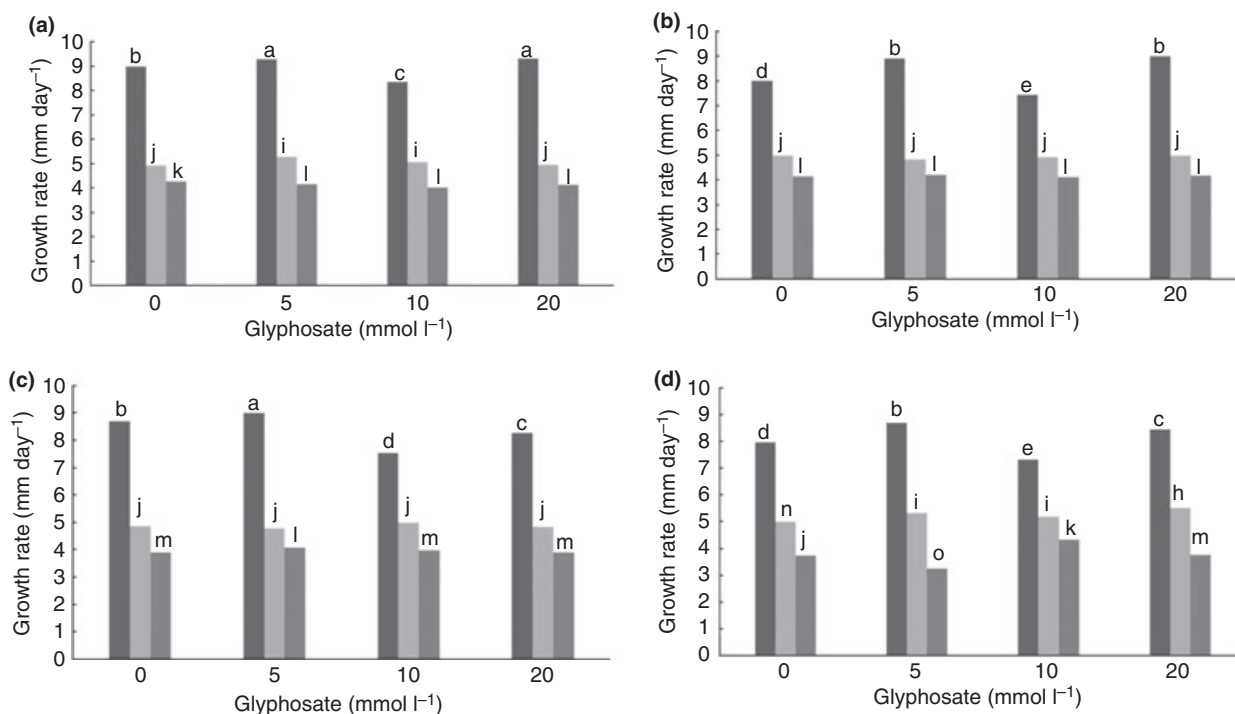 (a)
10
9
8
7
6
5
4
3
2
1
0
Growth rate (mm day⁻¹)
b
j
k
a
i
l
c
i
l
a
j
l
0 5 10 20
Glyphosate (mmol l⁻¹)
(b)
10
9
8
7
6
5
4
3
2
1
0
Growth rate (mm day⁻¹)
d
j
l
b
j
l
e
j
l
b
j
l
0 5 10 20
Glyphosate (mmol l⁻¹)
(c)
10
9
8
7
6
5
4
3
2
1
0
Growth rate (mm day⁻¹)
b
j
m
a
j
l
d
j
m
c
j
m
0 5 10 20
Glyphosate (mmol l⁻¹)
(d)
10
9
8
7
6
5
4
3
2
1
0
Growth rate (mm day⁻¹)
d
n
j
b
i
o
e
i
k
c
h
m
0 5 10 20
Glyphosate (mmol l⁻¹)